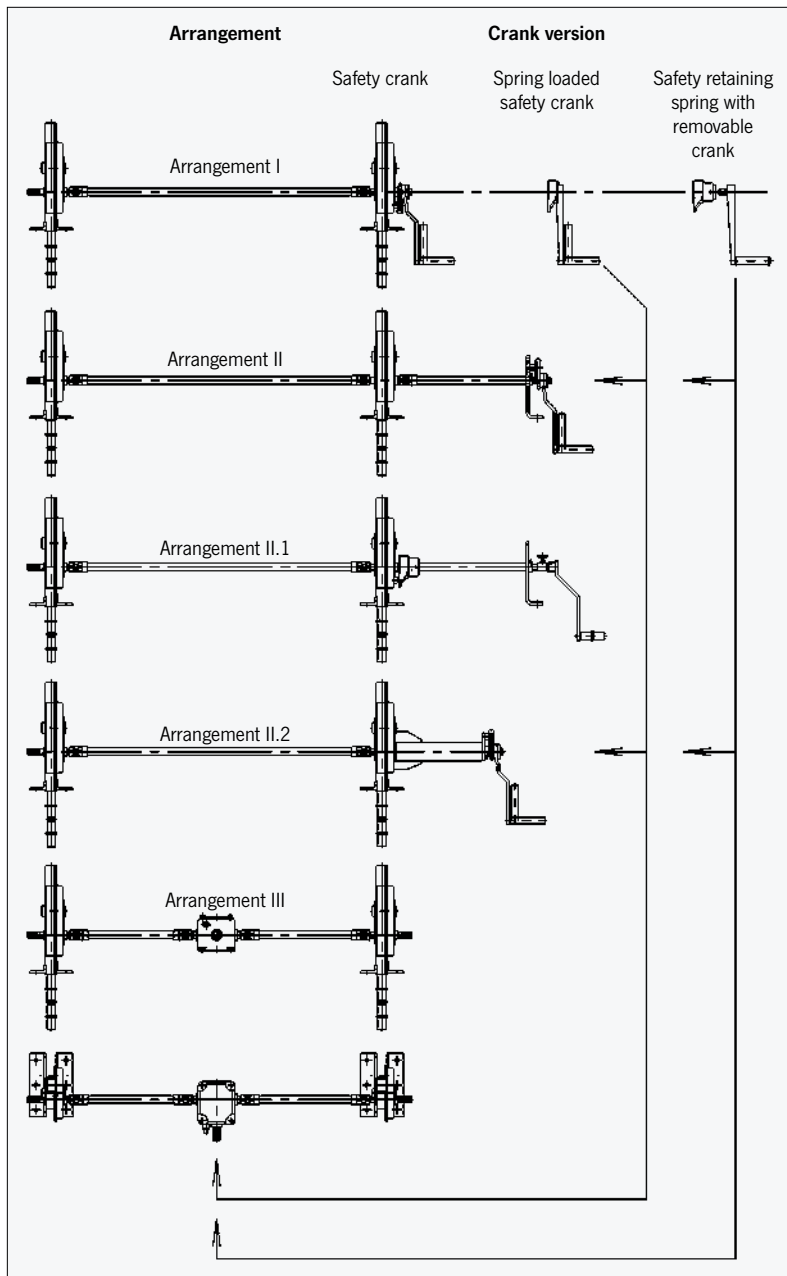 Arrangement
Crank version
Safety crank
Spring loaded
safety crank
Safety retaining
spring with
removable
crank
Arrangement I
Arrangement II
Arrangement II.1
Arrangement II.2
Arrangement III